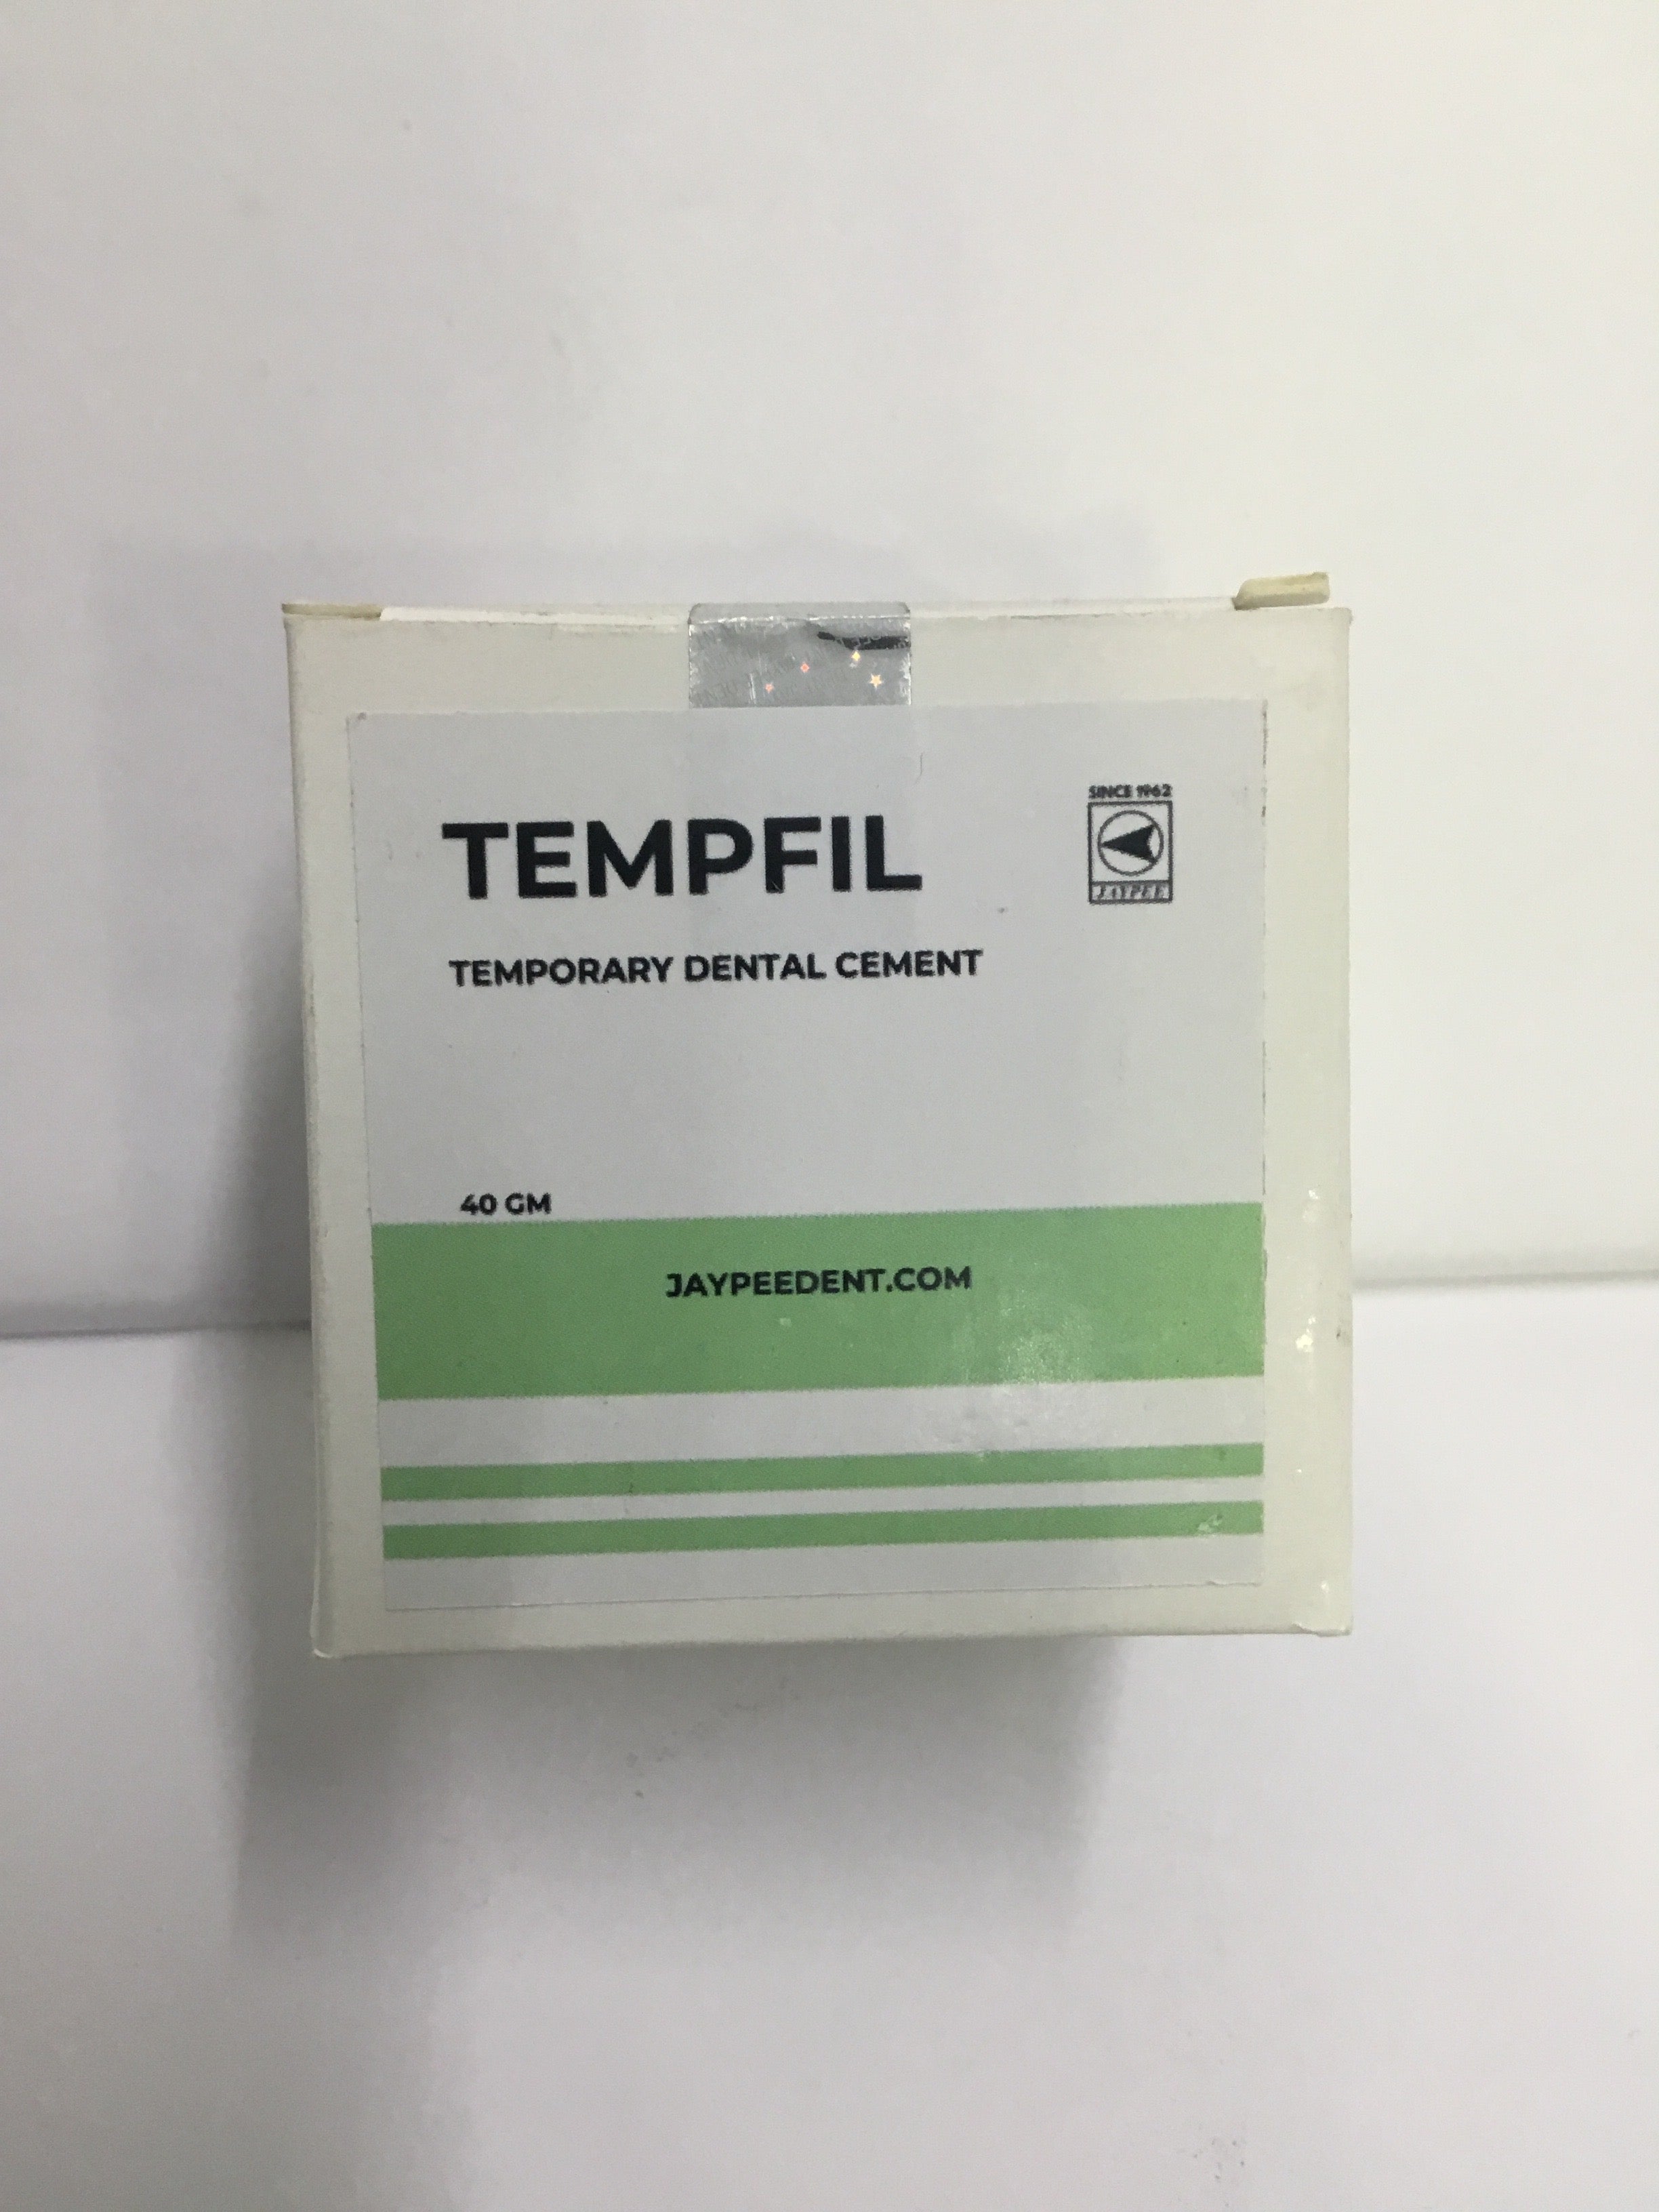 SINCE 1962
JAYPEE
TEMPFIL
TEMPORARY DENTAL CEMENT
40 GM
JAYPEEDENT.COM